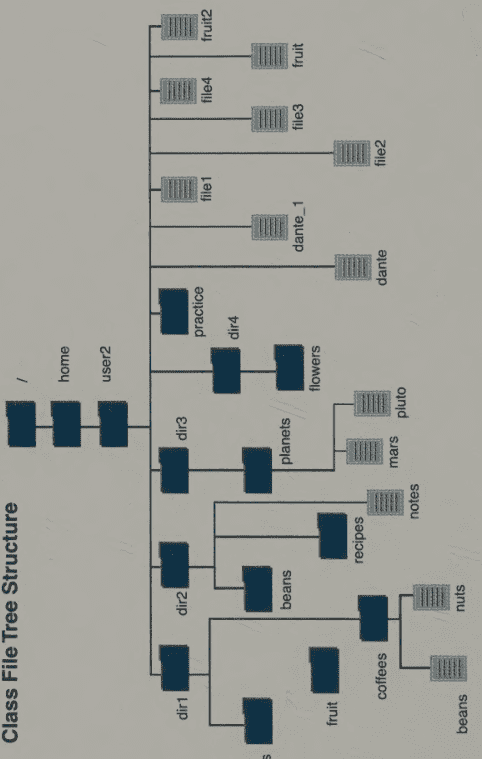 Class File Tree Structure
/
home
user2
dir1
dir2
dir3
dir4
practice
dante
dante_1
file1
file2
file3
file4
fruit
fruit2
beans
recipes
notes
planets
flowers
mars
pluto
fruit
coffees
beans
nuts